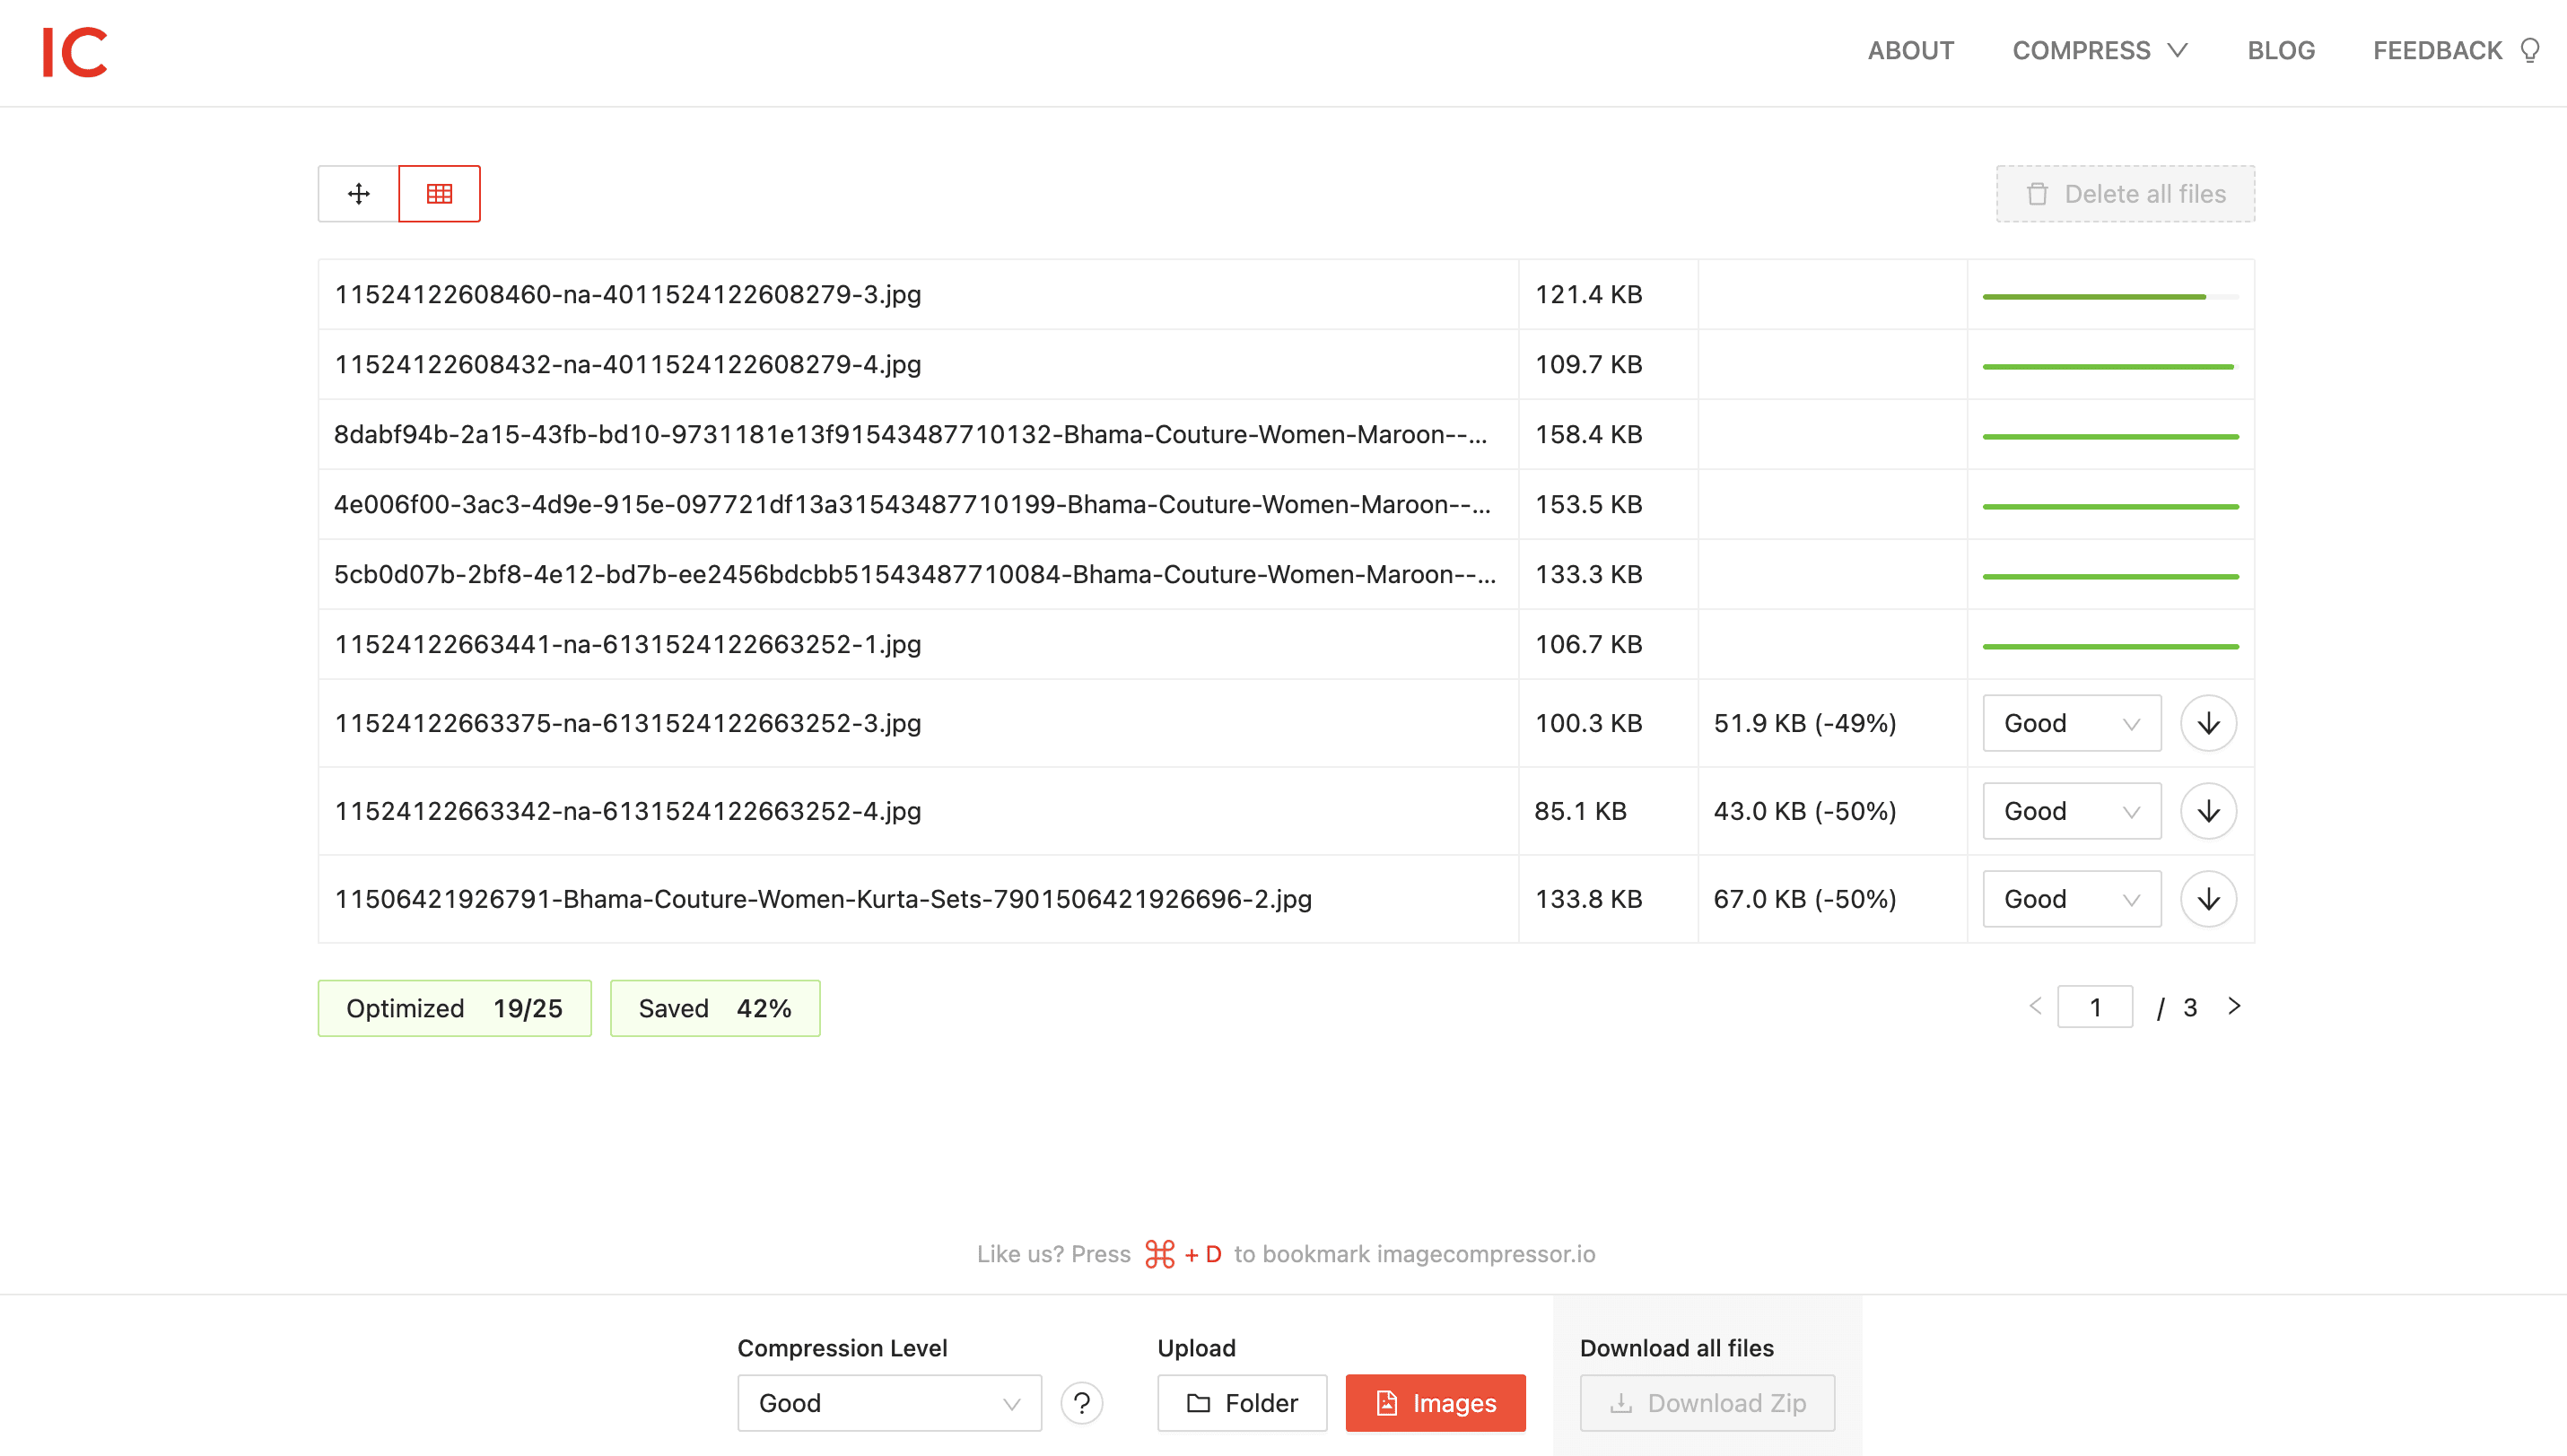 IC
ABOUT COMPRESS BLOG FEEDBACK
Delete all files
11524122608460-na-4011524122608279-3.jpg 121.4 KB
11524122608432-na-4011524122608279-4.jpg 109.7 KB
8dabf94b-2a15-43fb-bd10-9731181e13f91543487710132-Bhama-Couture-Women-Maroon--... 158.4 KB
4e006f00-3ac3-4d9e-915e-097721df13a31543487710199-Bhama-Couture-Women-Maroon--... 153.5 KB
5cb0d07b-2bf8-4e12-bd7b-ee2456bdcbb51543487710084-Bhama-Couture-Women-Maroon--... 133.3 KB
11524122663441-na-6131524122663252-1.jpg 106.7 KB
11524122663375-na-6131524122663252-3.jpg 100.3 KB 51.9 KB (-49%) Good
11524122663342-na-6131524122663252-4.jpg 85.1 KB 43.0 KB (-50%) Good
11506421926791-Bhama-Couture-Women-Kurta-Sets-7901506421926696-2.jpg 133.8 KB 67.0 KB (-50%) Good
Optimized 19/25 Saved 42% < 1 / 3 >
Like us? Press ⌘ + D to bookmark imagecompressor.io
Compression Level Upload Download all files
Good ? Folder Images Download Zip